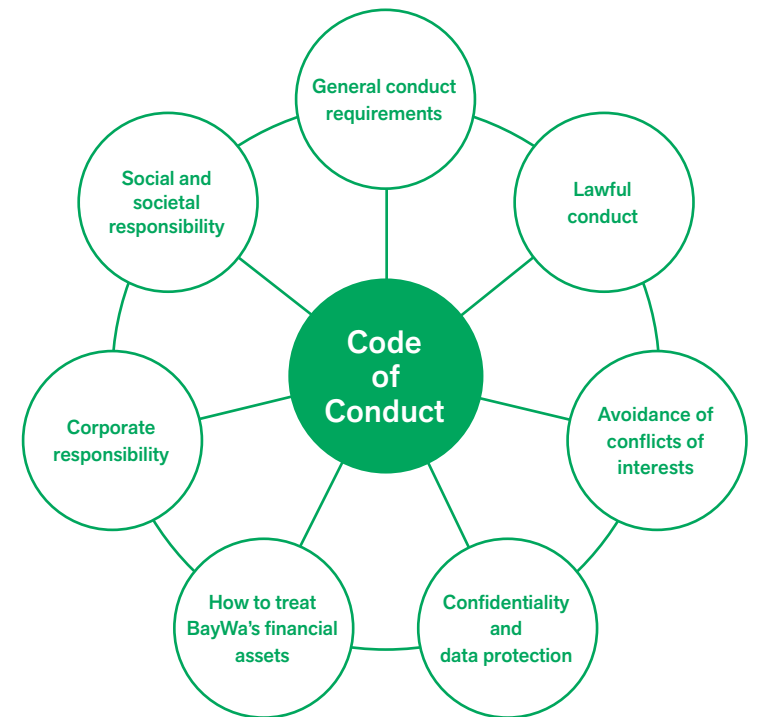 General conduct
requirements
Lawful
conduct
Avoidance of
conflicts of
interests
Confidentiality
and
data protection
How to treat
BayWa's financial
assets
Corporate
responsibility
Social and
societal
responsibility
Code
of
Conduct